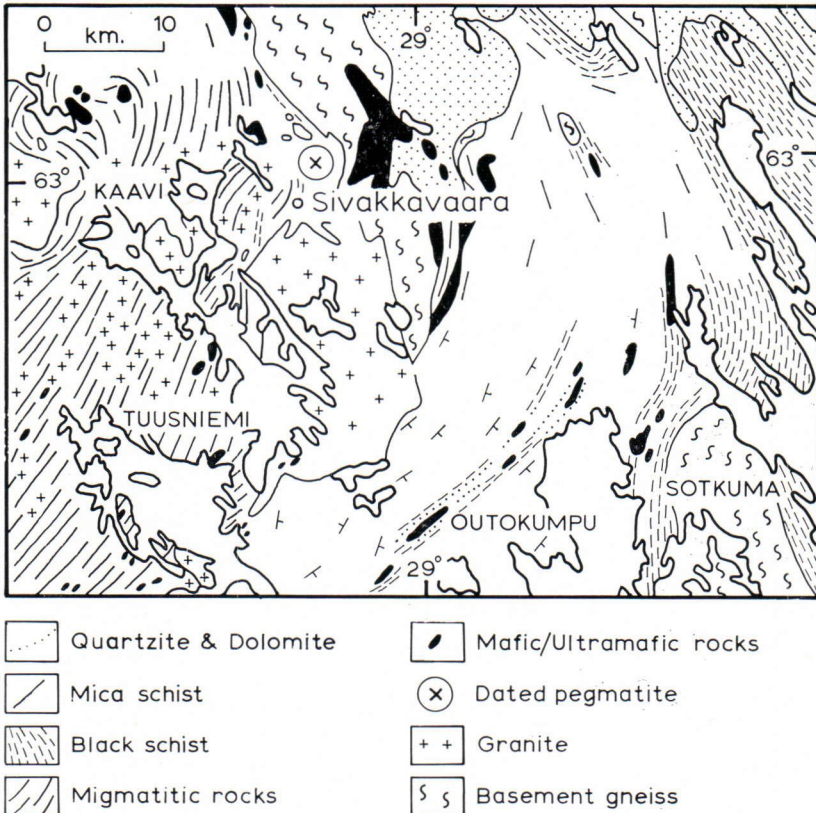 0 km. 10
29°
63°
63°
KAAVI
Sivakkavaara
TUUSNIEMI
SOTKUMA
OUTOKUMPU
29°
Quartzite & Dolomite
Mica schist
Black schist
Migmatitic rocks
Mafic/Ultramafic rocks
Dated pegmatite
Granite
Basement gneiss